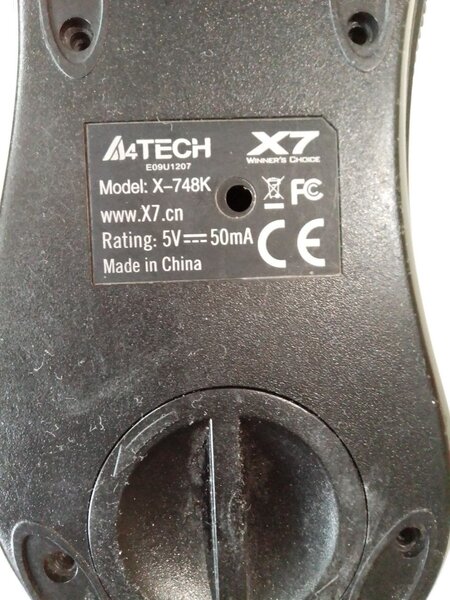 A4TECH
E09U1207
X7
WINNER'S CHOICE
Model: X-748K
FC
www.X7.cn
Rating: 5V⎓50mA
CE
Made in China